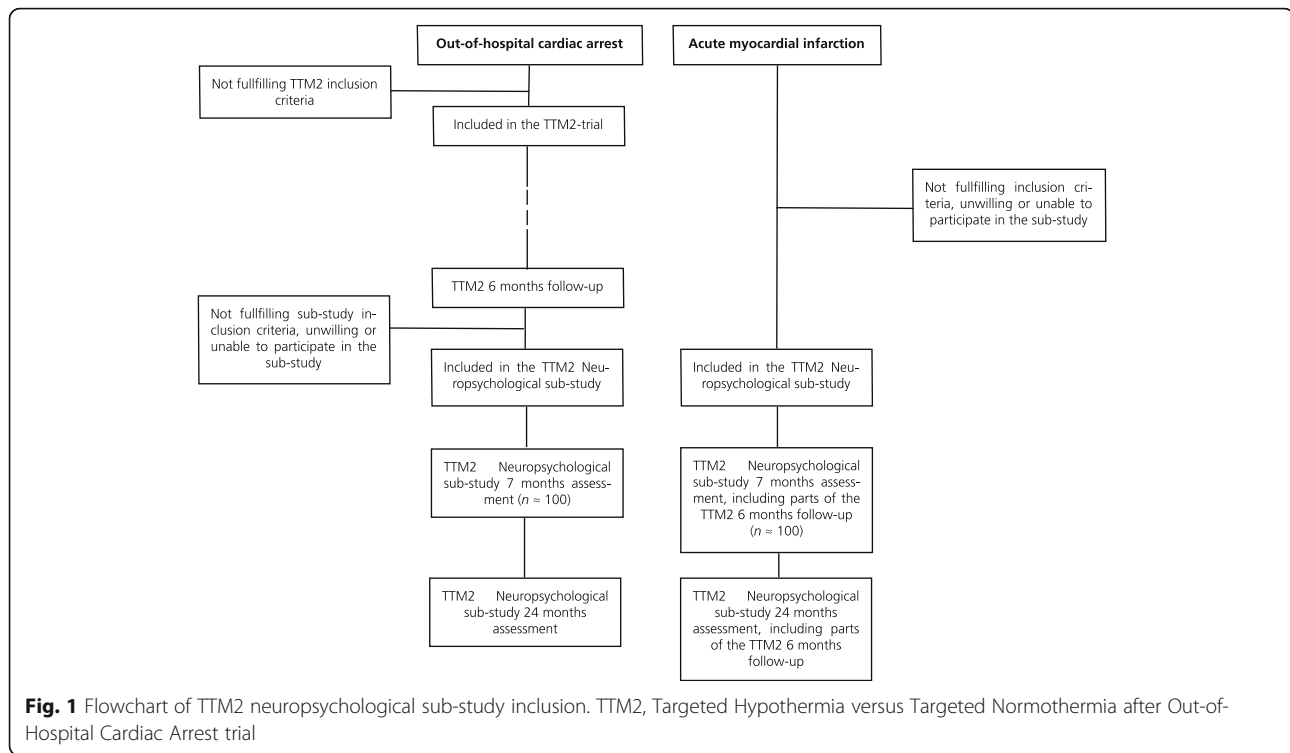 Out-of-hospital cardiac arrest
Acute myocardial infarction
Not fullfilling TTM2 inclusion
criteria
Included in the TTM2-trial
Not fullfilling inclusion cri-
teria, unwilling or unable to
participate in the sub-study
TTM2 6 months follow-up
Not fullfilling sub-study in-
clusion criteria, unwilling or
unable to participate in the
sub-study
Included in the TTM2 Neu-
ropsychological sub-study
Included in the TTM2 Neu-
ropsychological sub-study
TTM2 Neuropsychological
sub-study 7 months assess-
ment (n ≈ 100)
TTM2 Neuropsychological
sub-study 7 months assess-
ment, including parts of the
TTM2 6 months follow-up
(n ≈ 100)
TTM2 Neuropsychological
sub-study 24 months
assessment
TTM2 Neuropsychological
sub-study 24 months
assessment, including parts
of the TTM2 6 months
follow-up
Fig. 1 Flowchart of TTM2 neuropsychological sub-study inclusion. TTM2, Targeted Hypothermia versus Targeted Normothermia after Out-of-
Hospital Cardiac Arrest trial